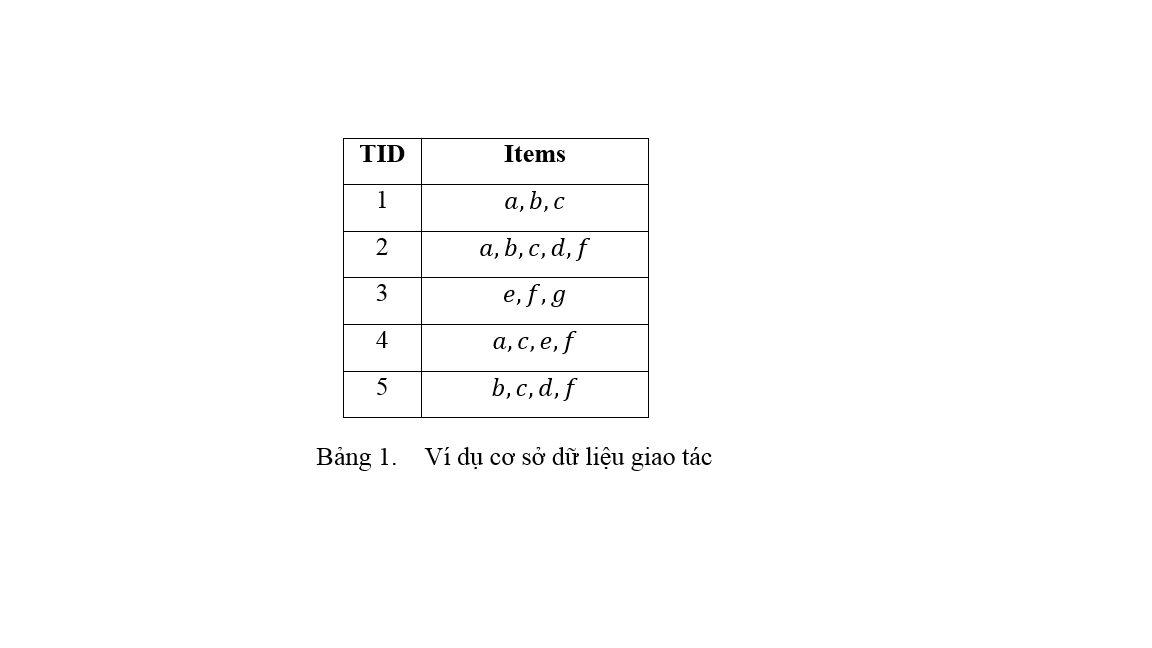 TID Items
1 a, b, c
2 a, b, c, d, f
3 e, f, g
4 a, c, e, f
5 b, c, d, f
Bảng 1. Ví dụ cơ sở dữ liệu giao tác